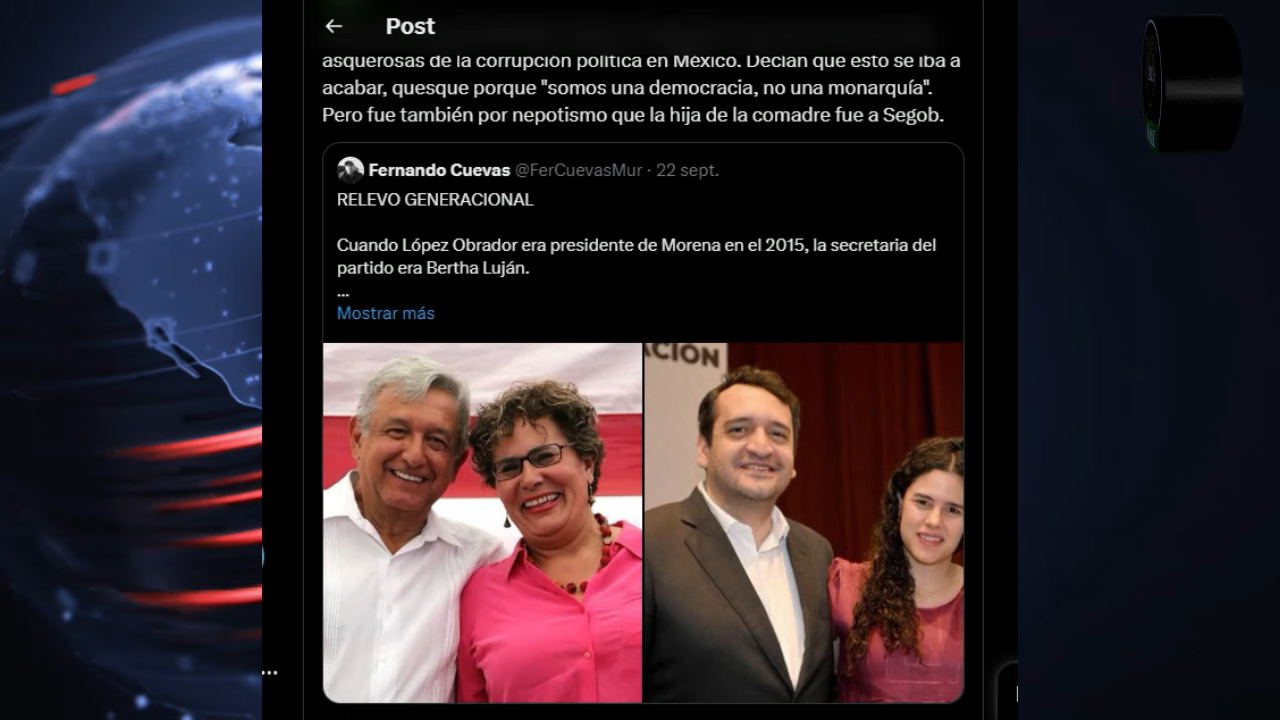 ← Post
asquerosas de la corrupción política en México. Decían que esto se iba a
acabar, quesque porque "somos una democracia, no una monarquía".
Pero fue también por nepotismo que la hija de la comadre fue a Segob.
Fernando Cuevas @FerCuevasMur · 22 sept.
RELEVO GENERACIONAL
Cuando López Obrador era presidente de Morena en el 2015, la secretaria del
partido era Bertha Luján.
...
Mostrar más
ACIÓN
...